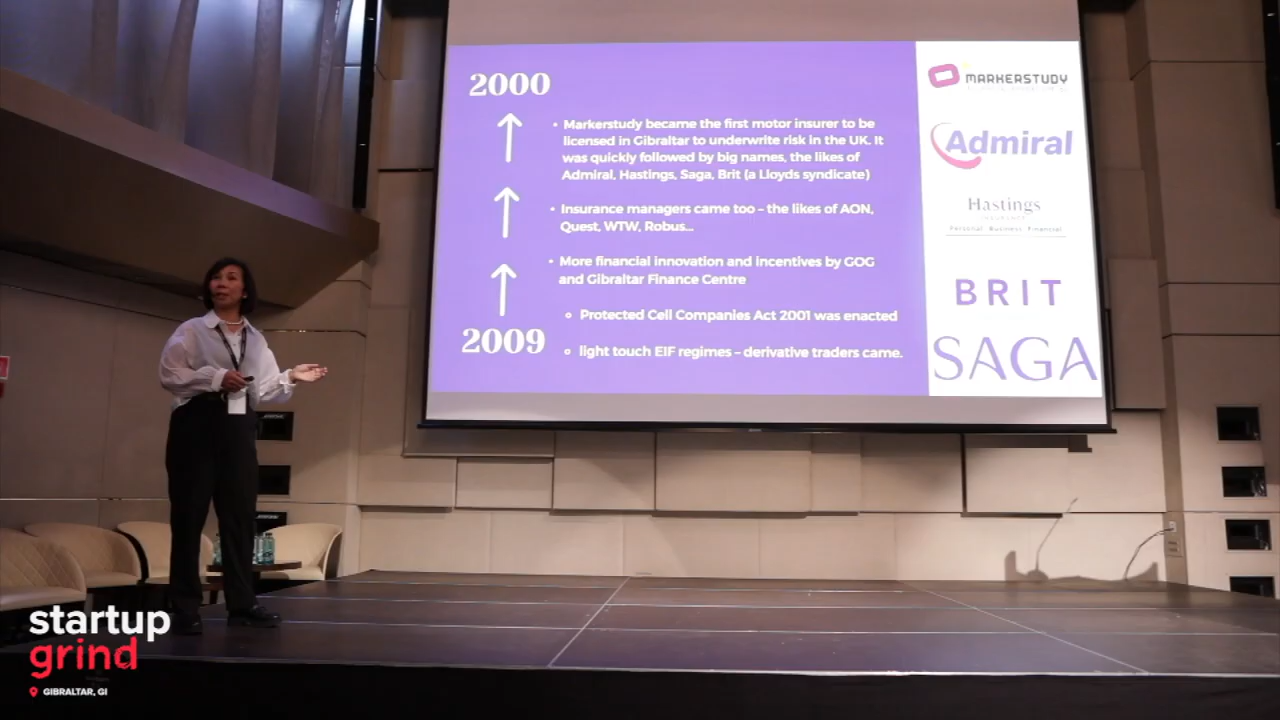 2000
• Markerstudy became the first motor insurer to be
licensed in Gibraltar to underwrite risk in the UK. It
was quickly followed by big names, the likes of
Admiral, Hastings, Saga, Brit (a Lloyds syndicate)
• Insurance managers came too – the likes of AON,
Quest, WTW, Robus...
• More financial innovation and incentives by GOG
and Gibraltar Finance Centre
Protected Cell Companies Act 2001 was enacted
light touch EIF regimes – derivative traders came.
2009
MARKERSTUDY
Admiral
Hastings
Personal Business Financial
BRIT
SAGA
startup
grind
GIBRALTAR, GI